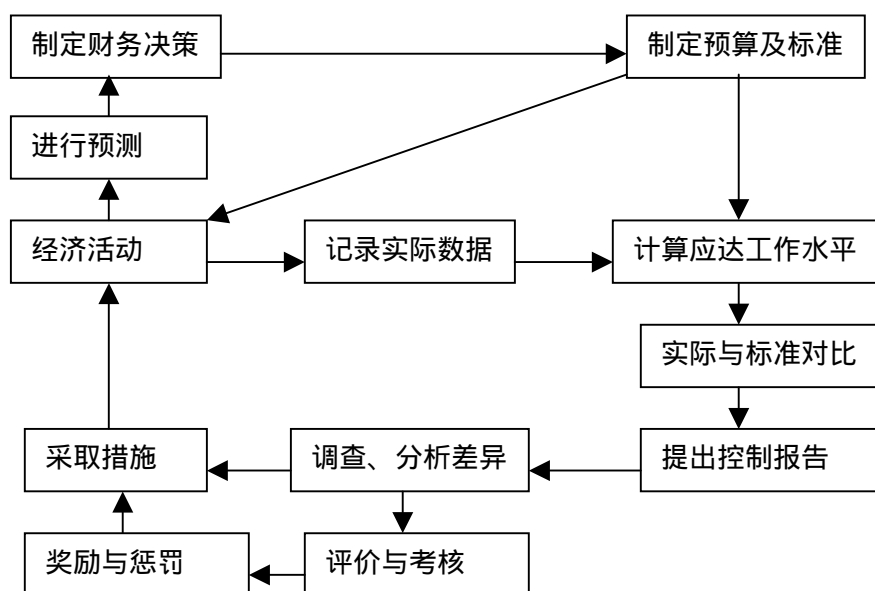 制定财务决策
制定预算及标准
进行预测
经济活动
记录实际数据
计算应达工作水平
实际与标准对比
采取措施
调查、分析差异
提出控制报告
奖励与惩罚
评价与考核